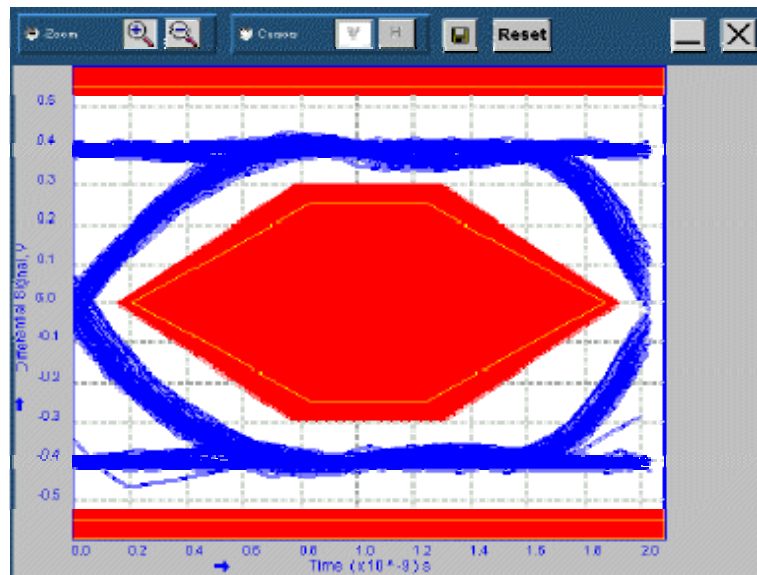 Zoom Cursor V H Reset
0.5
0.4
0.3
0.2
0.1
0.0
-0.1
-0.2
-0.3
-0.4
-0.5
Differential Signal, V
0.0 0.2 0.4 0.6 0.8 1.0 1.2 1.4 1.6 1.8 2.0
Time (x10^-9)s